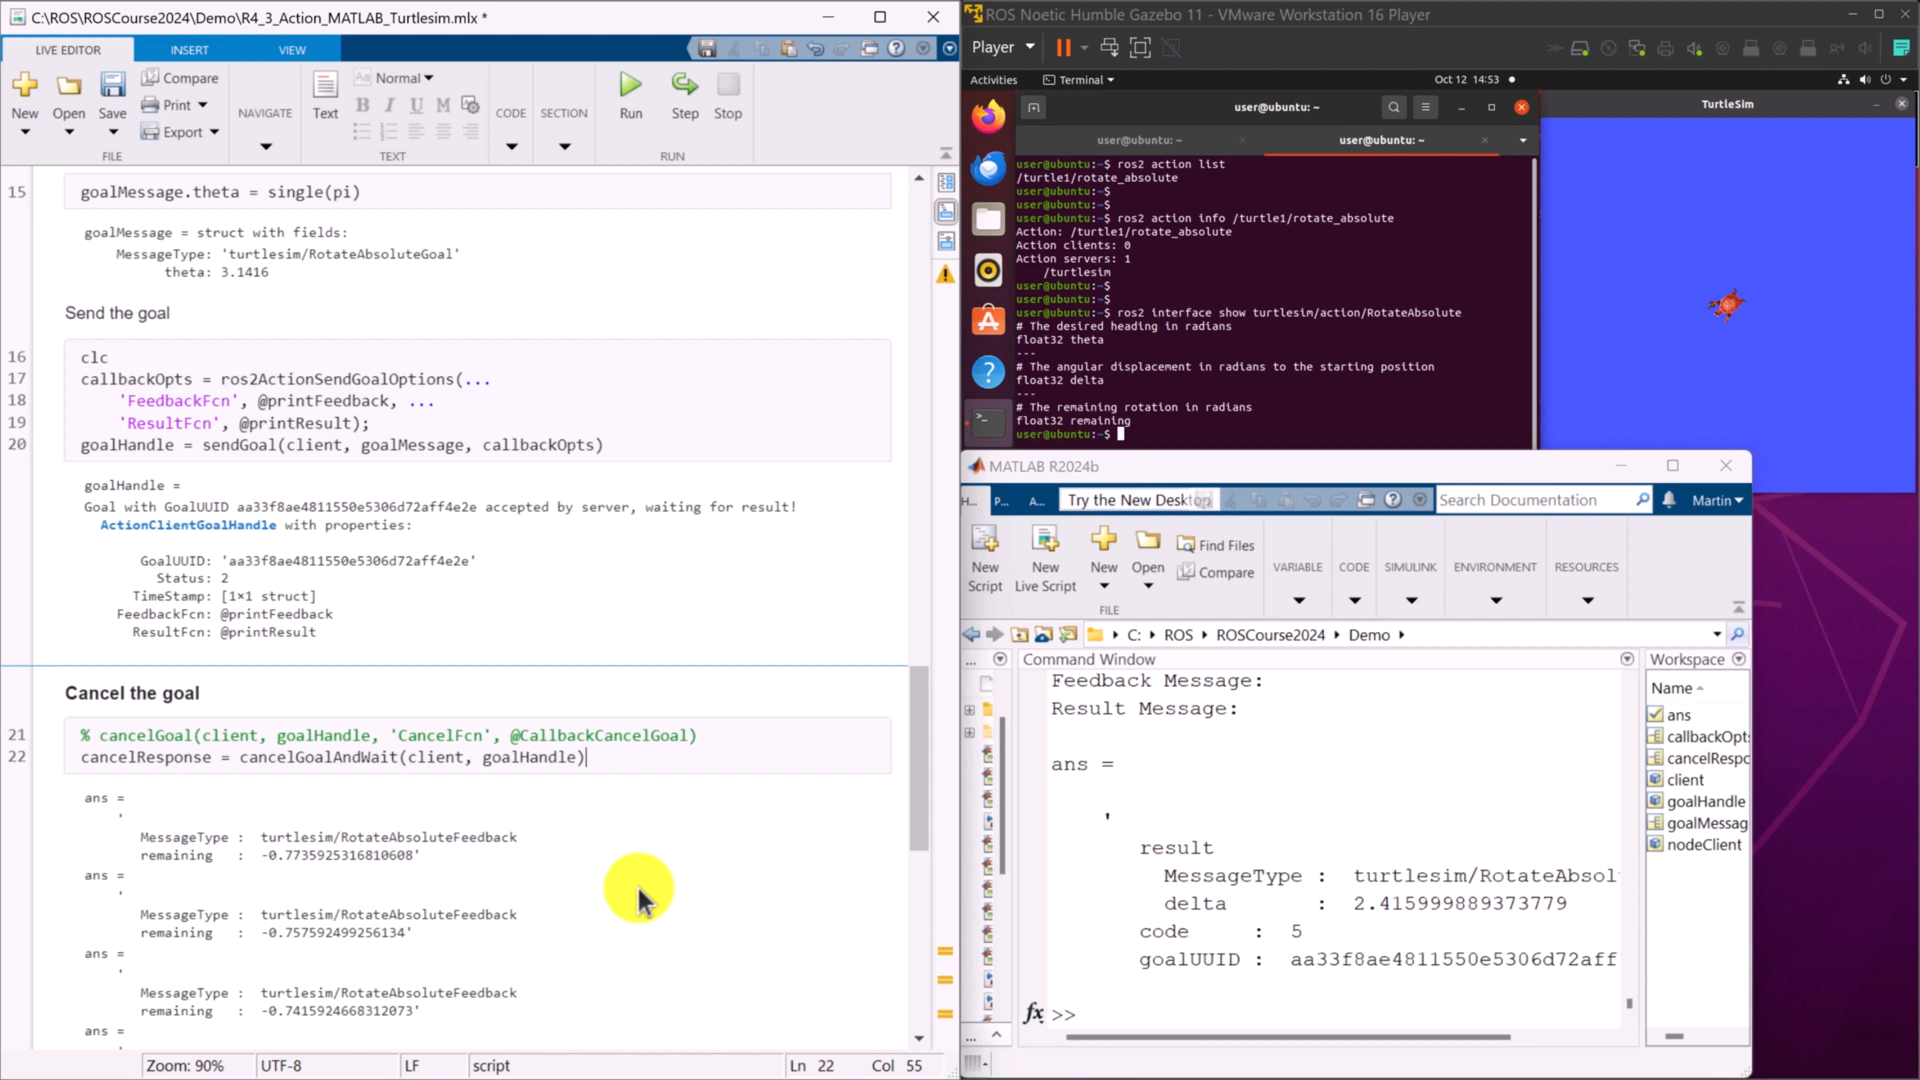 C:\ROS\ROSCourse2024\Demo\R4_3_Action_MATLAB_Turtlesim.mlx *
LIVE EDITOR
INSERT
VIEW
New
Open
Save
Compare
Print
Export
FILE
NAVIGATE
Text
Aa Normal
B I U M
TEXT
CODE
SECTION
Run
Step
Stop
RUN
15 goalMessage.theta = single(pi)
goalMessage = struct with fields:
MessageType: 'turtlesim/RotateAbsoluteGoal'
theta: 3.1416
Send the goal
16 clc
17 callbackOpts = ros2ActionSendGoalOptions(...
18 'FeedbackFcn', @printFeedback, ...
19 'ResultFcn', @printResult);
20 goalHandle = sendGoal(client, goalMessage, callbackOpts)
goalHandle =
Goal with GoalUUID aa33f8ae4811550e5306d72aff4e2e accepted by server, waiting for result!
ActionClientGoalHandle with properties:
GoalUUID: 'aa33f8ae4811550e5306d72aff4e2e'
Status: 2
TimeStamp: [1×1 struct]
FeedbackFcn: @printFeedback
ResultFcn: @printResult
Cancel the goal
21 % cancelGoal(client, goalHandle, 'CancelFcn', @CallbackCancelGoal)
22 cancelResponse = cancelGoalAndWait(client, goalHandle)
ans =
'
MessageType : turtlesim/RotateAbsoluteFeedback
remaining : -0.7735925316810608'
ans =
'
MessageType : turtlesim/RotateAbsoluteFeedback
remaining : -0.757592499256134'
ans =
'
MessageType : turtlesim/RotateAbsoluteFeedback
remaining : -0.7415924668312073'
ans =
Zoom: 90%
UTF-8
LF
script
Ln 22
Col 55
ROS Noetic Humble Gazebo 11 - VMware Workstation 16 Player
Player
Activities
Terminal
Oct 12 14:53
user@ubuntu: ~
user@ubuntu: ~
user@ubuntu: ~
user@ubuntu:~$ ros2 action list
/turtle1/rotate_absolute
user@ubuntu:~$
user@ubuntu:~$
user@ubuntu:~$ ros2 action info /turtle1/rotate_absolute
Action: /turtle1/rotate_absolute
Action clients: 0
Action servers: 1
/turtlesim
user@ubuntu:~$
user@ubuntu:~$
user@ubuntu:~$ ros2 interface show turtlesim/action/RotateAbsolute
# The desired heading in radians
float32 theta
---
# The angular displacement in radians to the starting position
float32 delta
---
# The remaining rotation in radians
float32 remaining
user@ubuntu:~$
TurtleSim
MATLAB R2024b
H...
P...
A...
Try the New Desktop
Search Documentation
Martin
New Script
New Live Script
New
Open
Find Files
Compare
FILE
VARIABLE
CODE
SIMULINK
ENVIRONMENT
RESOURCES
C: ROS ROSCourse2024 Demo
Command Window
Feedback Message:
Result Message:
ans =
'
result
MessageType : turtlesim/RotateAbsol
delta : 2.415999889373779
code : 5
goalUUID : aa33f8ae4811550e5306d72aff
fx >>
Workspace
Name
ans
callbackOpt
cancelRespo
client
goalHandle
goalMessag
nodeClient